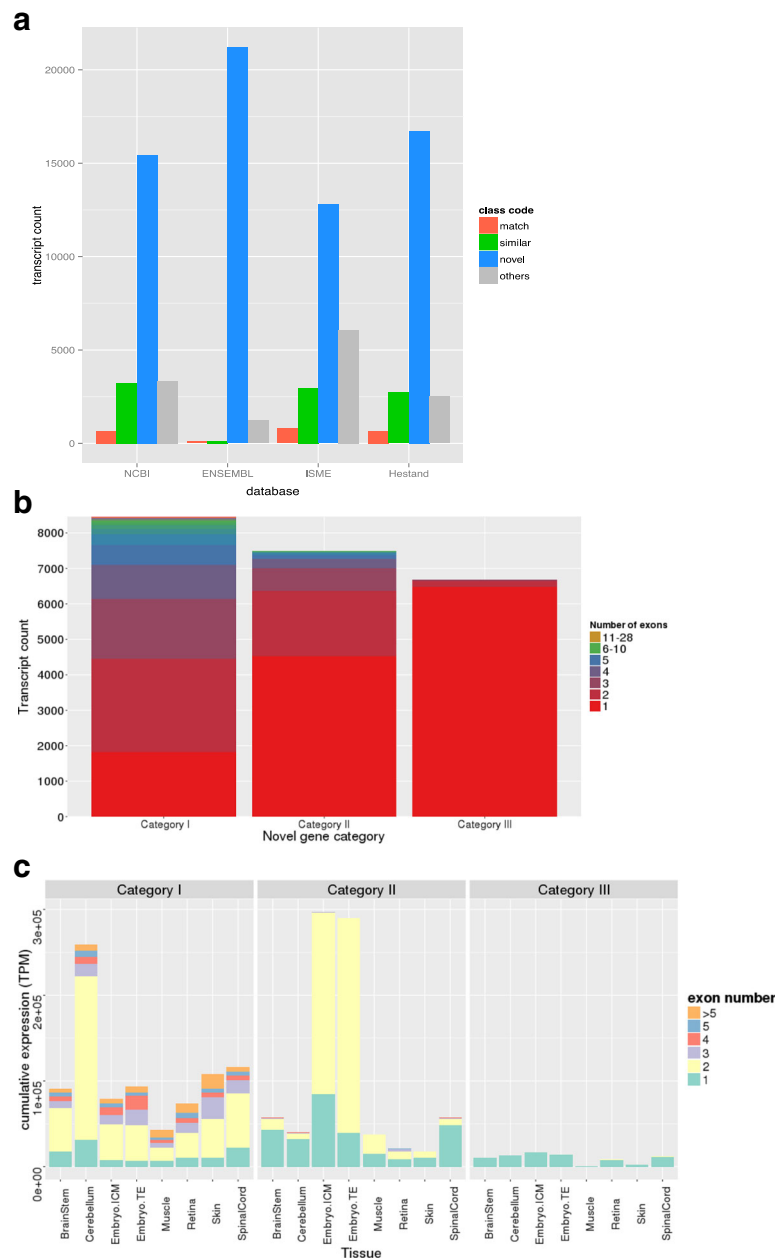 a
20000
15000
10000
5000
0
transcript count
NCBI
ENSEMBL
ISME
Hestand
database
class code
match
similar
novel
others
b
8000
7000
6000
5000
4000
3000
2000
1000
0
Transcript count
Category I
Category II
Category III
Novel gene category
Number of exons
11-28
6-10
5
4
3
2
1
c
Category I
Category II
Category III
3e+05
2e+05
1e+05
0e+00
cumulative expression (TPM)
BrainStem
Cerebellum
Embryo.ICM
Embryo.TE
Muscle
Retina
Skin
SpinalCord
BrainStem
Cerebellum
Embryo.ICM
Embryo.TE
Muscle
Retina
Skin
SpinalCord
BrainStem
Cerebellum
Embryo.ICM
Embryo.TE
Muscle
Retina
Skin
SpinalCord
Tissue
exon number
>5
5
4
3
2
1